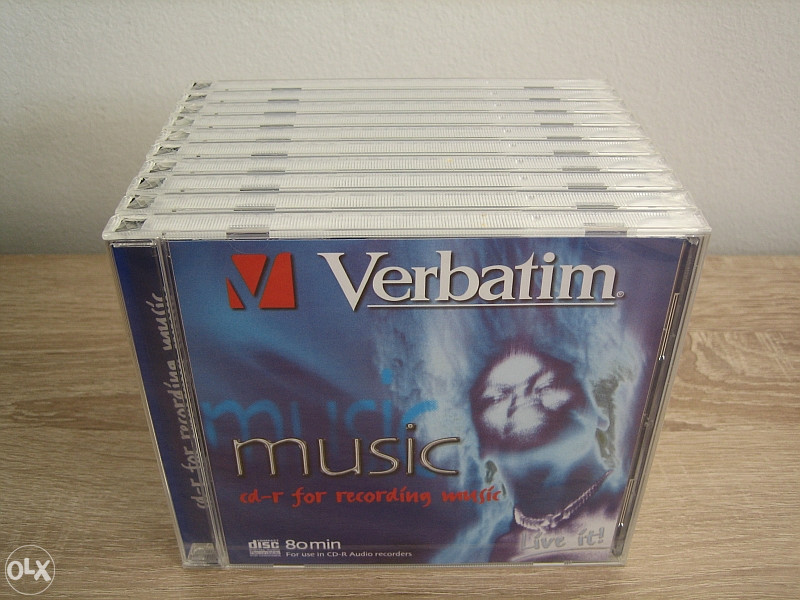 Verbatim®
music
music
cd-r for recording music
cd-r for recording music
Live it!
disc
80min
For use in CD-R Audio recorders
OLX